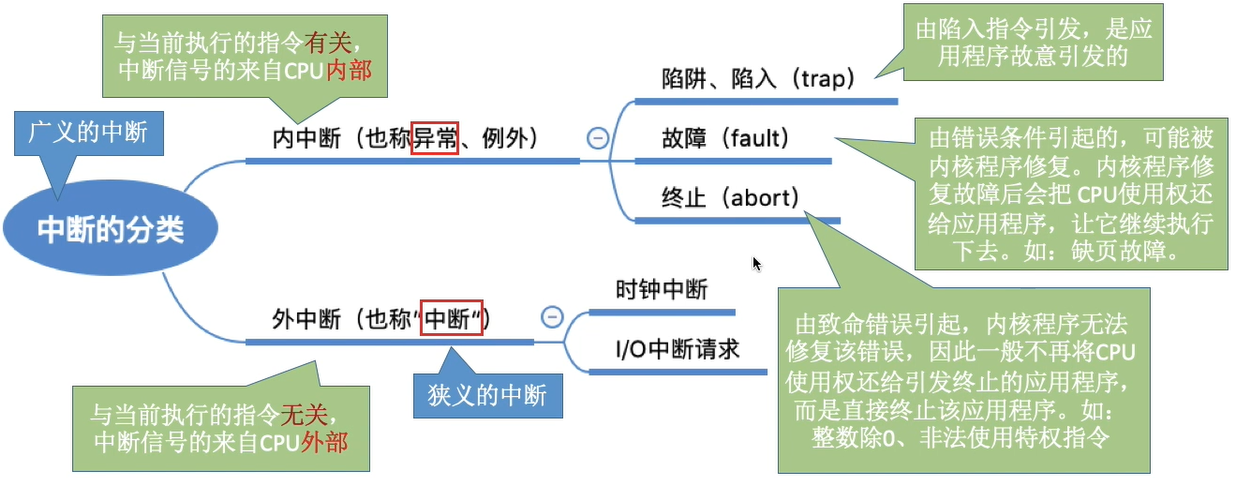 与当前执行的指令有关，
中断信号的来自CPU内部
由陷入指令引发，是应
用程序故意引发的
陷阱、陷入（trap）
广义的中断
内中断（也称异常、例外）
故障（fault）
由错误条件引起的，可能被
内核程序修复。内核程序修
复故障后会把 CPU使用权还
给应用程序，让它继续执行
下去。如：缺页故障。
终止（abort）
中断的分类
时钟中断
外中断（也称“中断“）
I/O中断请求
由致命错误引起，内核程序无法
修复该错误，因此一般不再将CPU
使用权还给引发终止的应用程序，
而是直接终止该应用程序。如：
整数除0、非法使用特权指令
狭义的中断
与当前执行的指令无关，
中断信号的来自CPU外部